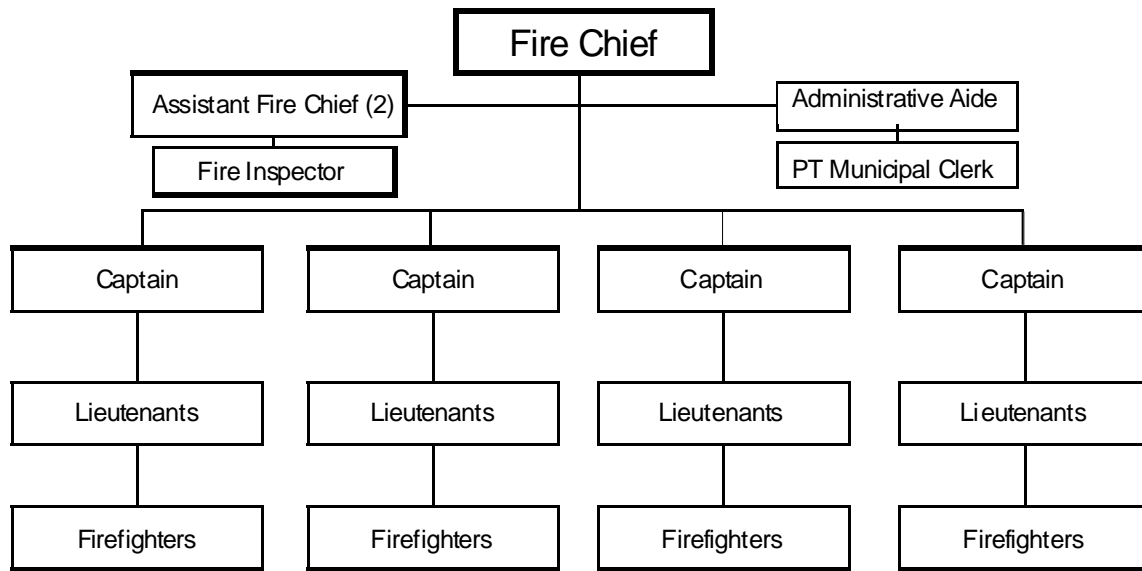 Fire Chief
Assistant Fire Chief (2)
Administrative Aide
Fire Inspector
PT Municipal Clerk
Captain
Captain
Captain
Captain
Lieutenants
Lieutenants
Lieutenants
Lieutenants
Firefighters
Firefighters
Firefighters
Firefighters